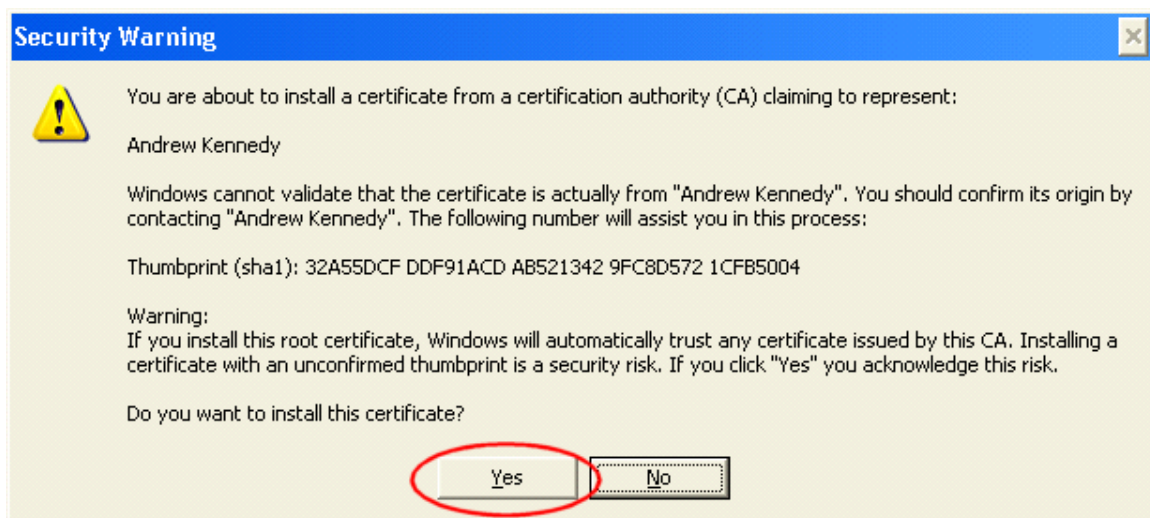 Security Warning
You are about to install a certificate from a certification authority (CA) claiming to represent:
Andrew Kennedy
Windows cannot validate that the certificate is actually from "Andrew Kennedy". You should confirm its origin by
contacting "Andrew Kennedy". The following number will assist you in this process:
Thumbprint (sha1): 32A55DCF DDF91ACD AB521342 9FC8D572 1CFB5004
Warning:
If you install this root certificate, Windows will automatically trust any certificate issued by this CA. Installing a
certificate with an unconfirmed thumbprint is a security risk. If you click "Yes" you acknowledge this risk.
Do you want to install this certificate?
Yes No